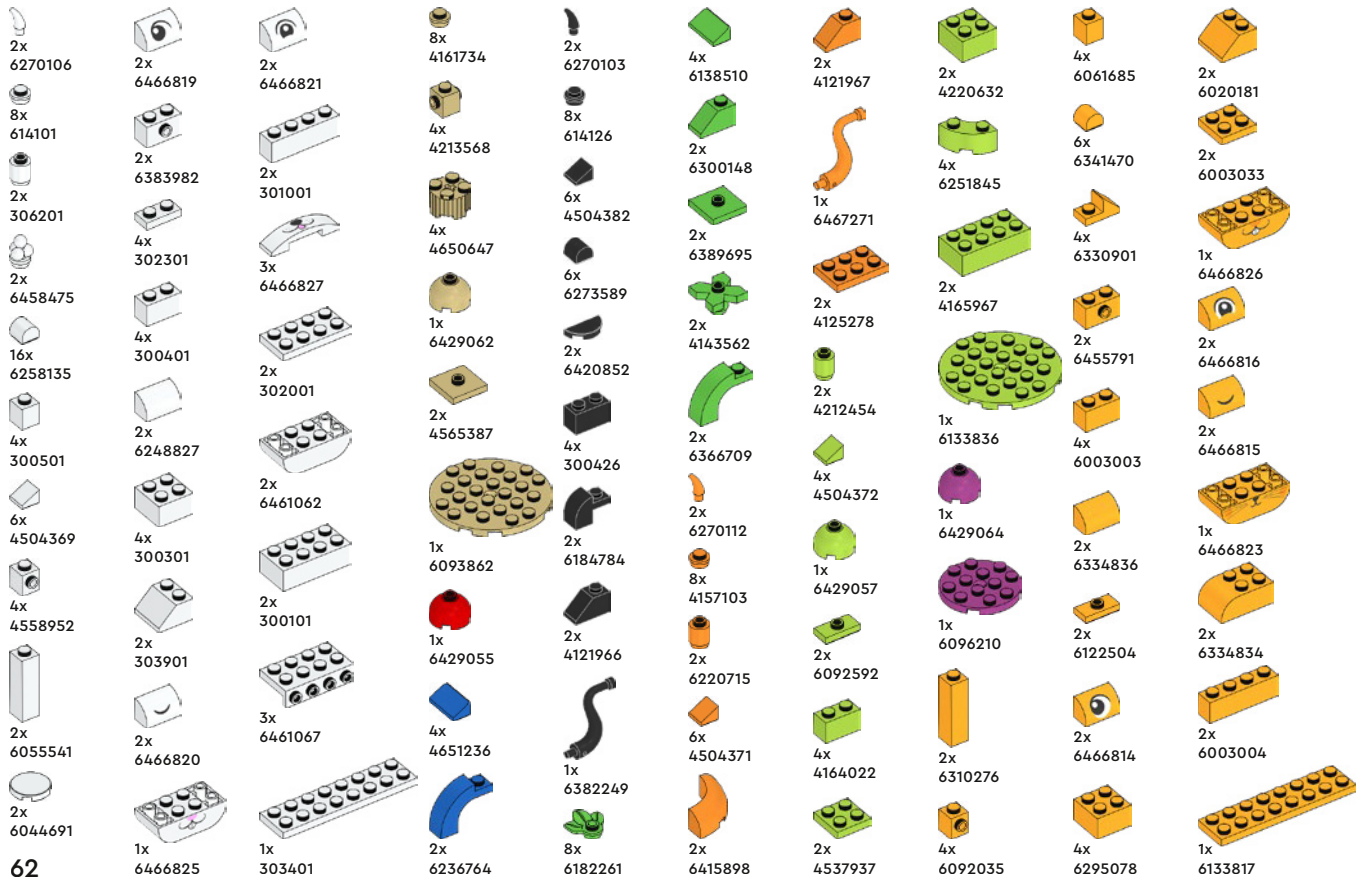 2x
6270106
8x
614101
2x
306201
2x
6458475
16x
6258135
4x
300501
6x
4504369
4x
4558952
2x
6055541
2x
6044691
62
2x
6466819
2x
6383982
4x
302301
4x
300401
2x
6248827
4x
300301
2x
303901
2x
6466820
1x
6466825
2x
6466821
2x
301001
3x
6466827
2x
302001
2x
6461062
2x
300101
3x
6461067
1x
303401
8x
4161734
4x
4213568
4x
4650647
1x
6429062
2x
4565387
1x
6093862
1x
6429055
4x
4651236
2x
6236764
2x
6270103
8x
614126
6x
4504382
6x
6273589
2x
6420852
4x
300426
2x
6184784
2x
4121966
1x
6382249
8x
6182261
4x
6138510
2x
6300148
2x
6389695
2x
4143562
2x
6366709
2x
6270112
8x
4157103
2x
6220715
6x
4504371
2x
6415898
2x
4121967
1x
6467271
2x
4125278
2x
4212454
4x
4504372
1x
6429057
2x
6092592
4x
4164022
2x
4537937
2x
4220632
4x
6251845
2x
4165967
1x
6133836
1x
6429064
1x
6096210
2x
6310276
4x
6092035
4x
6061685
6x
6341470
4x
6330901
2x
6455791
4x
6003003
2x
6334836
2x
6122504
2x
6466814
4x
6295078
2x
6020181
2x
6003033
1x
6466826
2x
6466816
2x
6466815
1x
6466823
2x
6334834
2x
6003004
1x
6133817